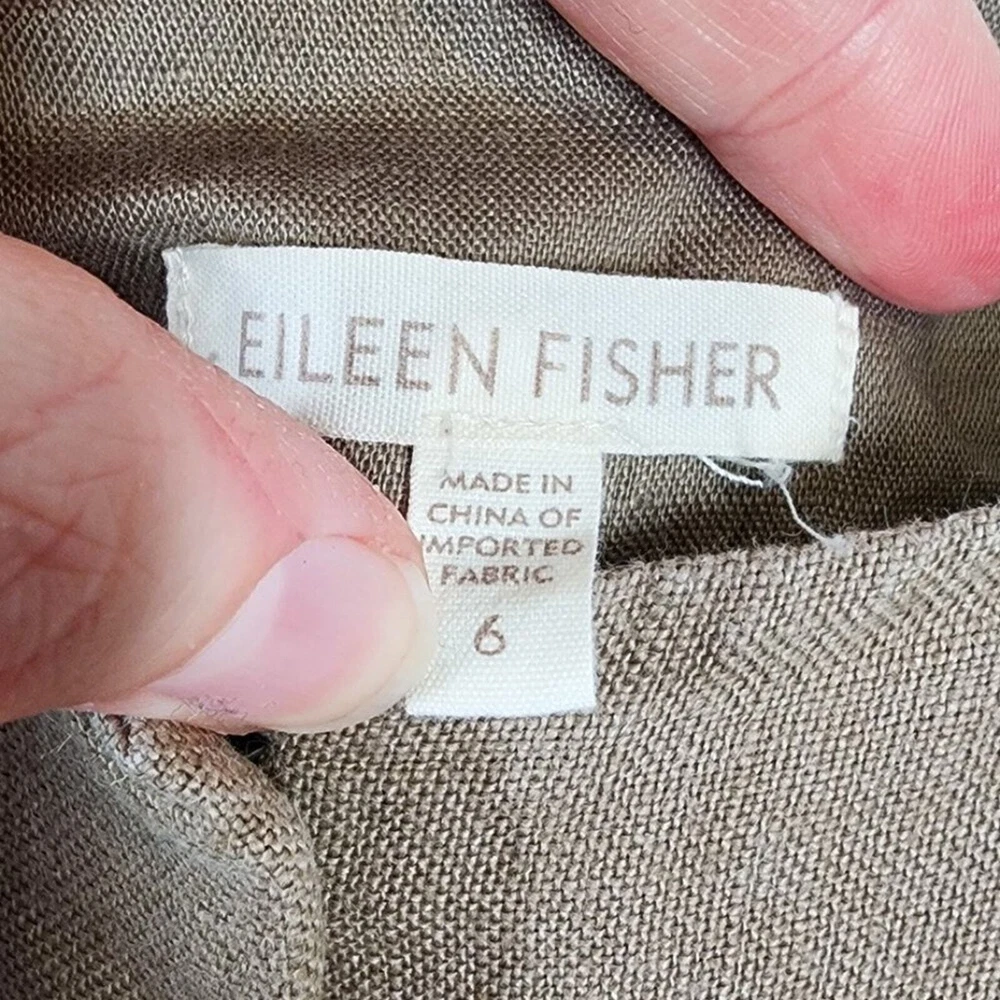 EILEEN FISHER
MADE IN
CHINA OF
IMPORTED
FABRIC
6